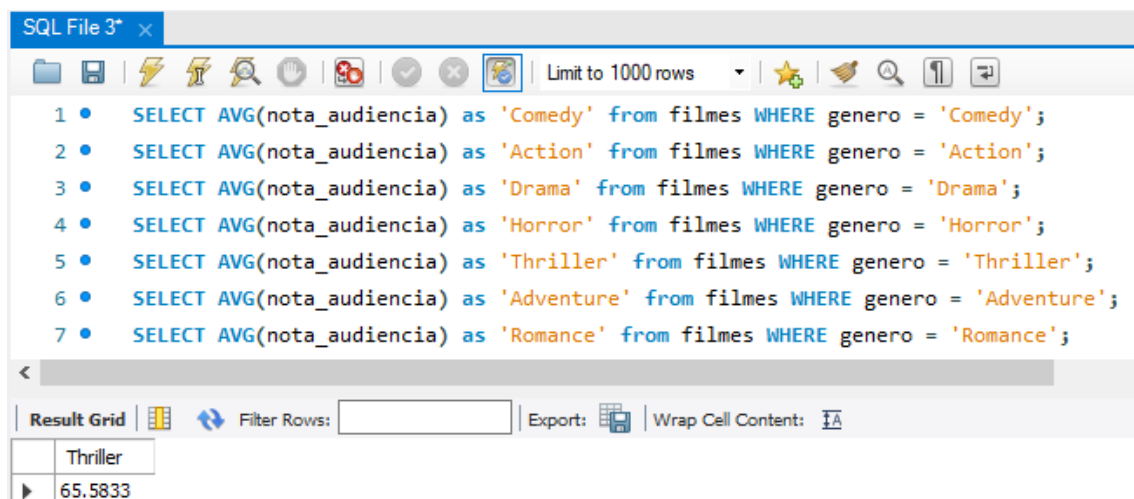 SQL File 3*
Limit to 1000 rows
1 SELECT AVG(nota_audiencia) as 'Comedy' from filmes WHERE genero = 'Comedy';
2 SELECT AVG(nota_audiencia) as 'Action' from filmes WHERE genero = 'Action';
3 SELECT AVG(nota_audiencia) as 'Drama' from filmes WHERE genero = 'Drama';
4 SELECT AVG(nota_audiencia) as 'Horror' from filmes WHERE genero = 'Horror';
5 SELECT AVG(nota_audiencia) as 'Thriller' from filmes WHERE genero = 'Thriller';
6 SELECT AVG(nota_audiencia) as 'Adventure' from filmes WHERE genero = 'Adventure';
7 SELECT AVG(nota_audiencia) as 'Romance' from filmes WHERE genero = 'Romance';
Result Grid Filter Rows: Export: Wrap Cell Content:
Thriller
65.5833